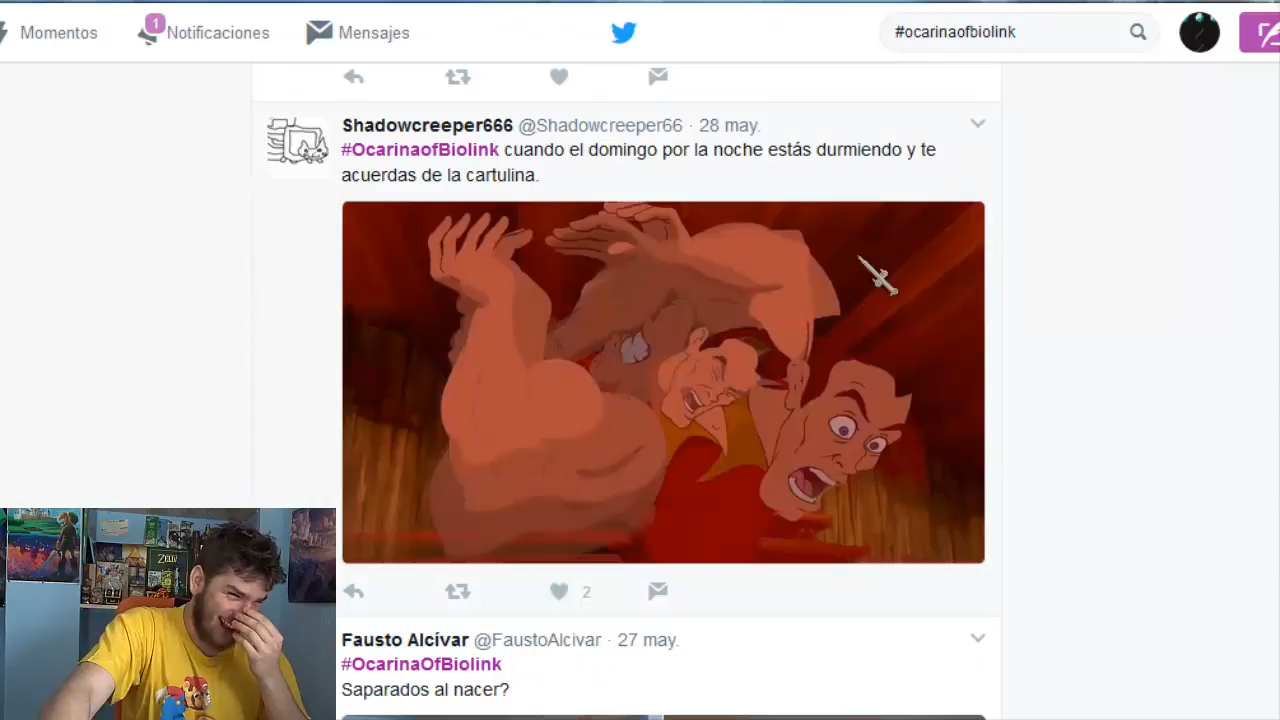 Momentos
1
Notificaciones
Mensajes
#ocarinaofbiolink
Shadowcreeper666 @Shadowcreeper66 · 28 may.
#OcarinaofBiolink cuando el domingo por la noche estás durmiendo y te
acuerdas de la cartulina.
2
ZELDA
Fausto Alcívar @FaustoAlcivar · 27 may.
#OcarinaOfBiolink
Saparados al nacer?